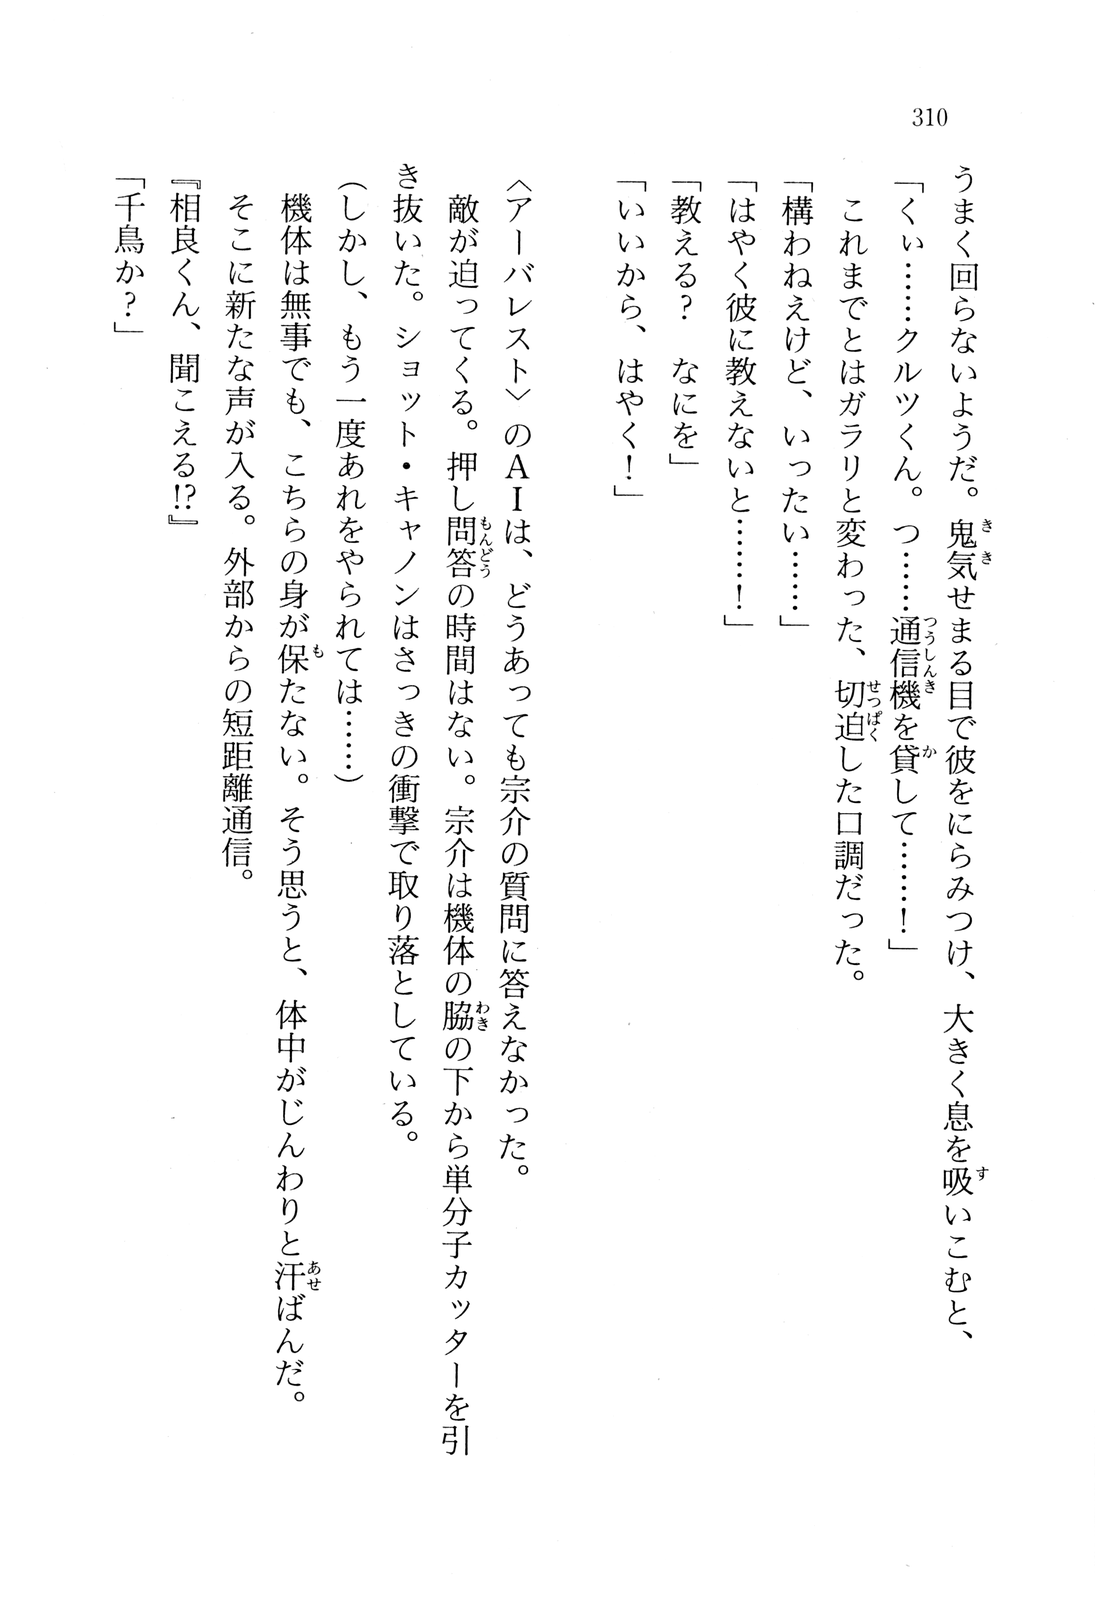 310
うまく回らないようだ。鬼気せまる目で彼をにらみつけ、大きく息を吸いこむと、
「くぃ……クルツくん。つ……通信機を貸して……！」
これまでとはガラリと変わった、切迫した口調だった。
「構わねえけど、いったい……」
「はやく彼に教えないと……！」
「教える？　なにを」
「いいから、はやく！」
〈アーバレスト〉のＡＩは、どうあっても宗介の質問に答えなかった。
敵が迫ってくる。押し問答の時間はない。宗介は機体の脇の下から単分子カッターを引
き抜いた。ショット・キャノンはさっきの衝撃で取り落としている。
（しかし、もう一度あれをやられては……）
機体は無事でも、こちらの身が保たない。そう思うと、体中がじんわりと汗ばんだ。
そこに新たな声が入る。外部からの短距離通信。
『相良くん、聞こえる!?』
「千鳥か？」